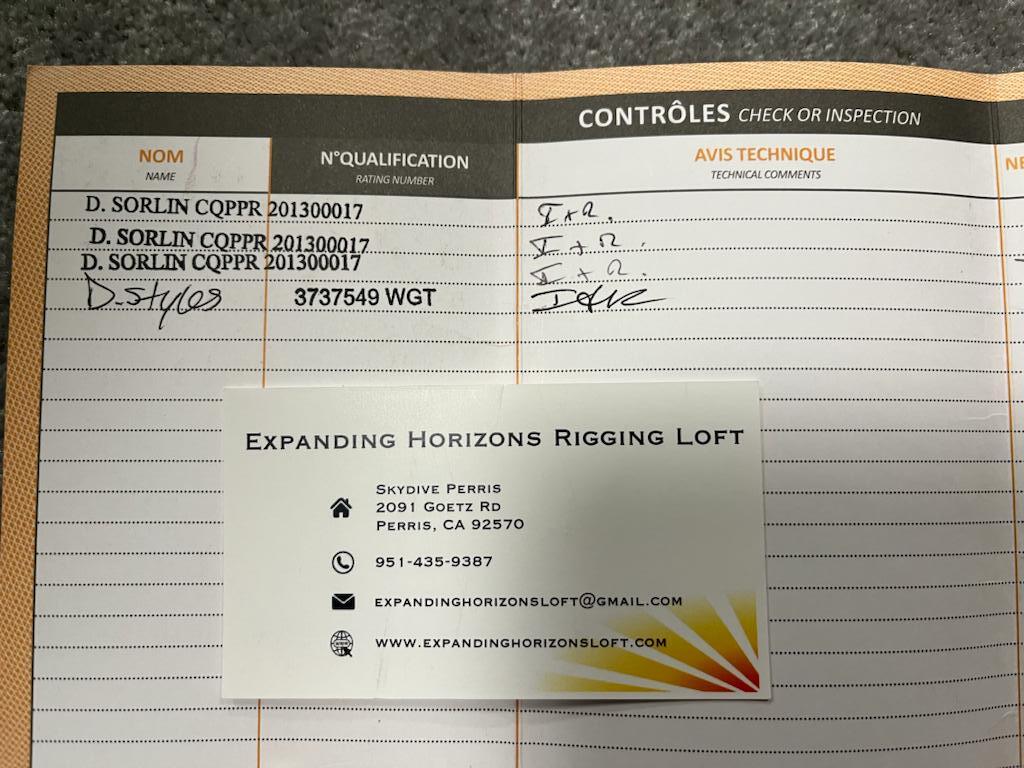 CONTRÔLES CHECK OR INSPECTION
NOM N°QUALIFICATION AVIS TECHNIQUE
NAME RATING NUMBER TECHNICAL COMMENTS
D. SORLIN CQPPR 201300017 I+R.
D. SORLIN CQPPR 201300017 I+R.
D. SORLIN CQPPR 201300017 I+R.
D. Styles 3737549 WGT I+R
EXPANDING HORIZONS RIGGING LOFT
SKYDIVE PERRIS
2091 GOETZ RD
PERRIS, CA 92570
951-435-9387
EXPANDINGHORIZONSLOFT@GMAIL.COM
WWW.EXPANDINGHORIZONSLOFT.COM